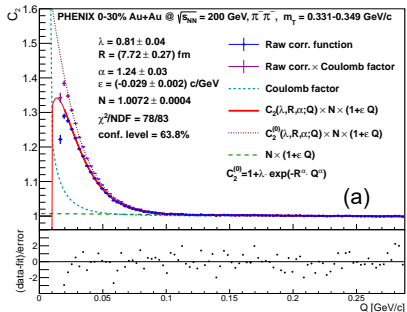 PHENIX 0-30% Au+Au @ √s_NN = 200 GeV, π⁻π⁻, m_T = 0.331-0.349 GeV/c
C₂
λ = 0.81 ± 0.04
R = (7.72 ± 0.27) fm
α = 1.24 ± 0.03
ε = (-0.029 ± 0.002) c/GeV
N = 1.0072 ± 0.0004
χ²/NDF = 78/83
conf. level = 63.8%
Raw corr. function
Raw corr. × Coulomb factor
Coulomb factor
C₂(λ,R,α;Q) × N × (1+ε Q)
C₂⁽⁰⁾(λ,R,α;Q) × N × (1+ε Q)
N × (1+ε Q)
C₂⁽⁰⁾=1+λ· exp(-R^α· Q^α)
(a)
1.6
1.5
1.4
1.3
1.2
1.1
1
(data-fit)/error
2
0
-2
0
0.05
0.1
0.15
0.2
0.25
Q [GeV/c]